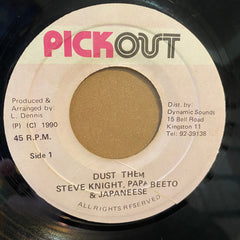 PICKOUT
Produced &
Arranged by:
L. Dennis
(P) (C) 1990
45 R.P.M.
Side 1
Dist. by:
Dynamic Sounds
15 Bell Road
Kingston 11
Tel: 92-39138
DUST THEM
STEVE KNIGHT, PAPA BEETO
& JAPANEESE
ALL RIGHTS RESERVED